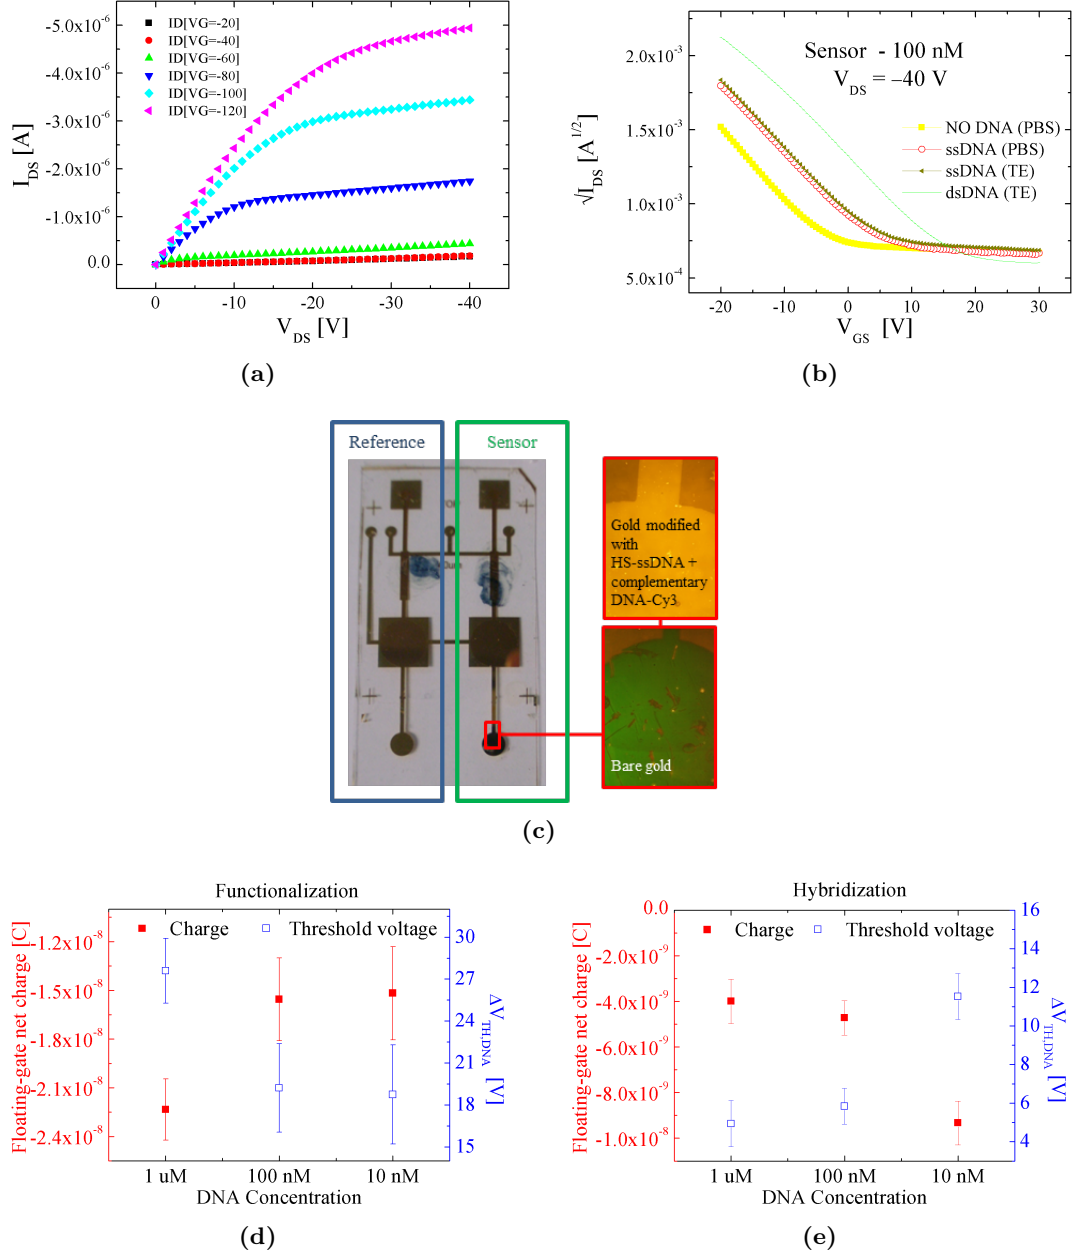 -5.0x10⁻⁶
-4.0x10⁻⁶
-3.0x10⁻⁶
-2.0x10⁻⁶
-1.0x10⁻⁶
0.0
I_DS [A]
ID[VG=-20]
ID[VG=-40]
ID[VG=-60]
ID[VG=-80]
ID[VG=-100]
ID[VG=-120]
0 -10 -20 -30 -40
V_DS [V]
(a)
2.0x10⁻³
1.5x10⁻³
1.0x10⁻³
5.0x10⁻⁴
√I_DS [A^1/2]
Sensor - 100 nM
V_DS = –40 V
NO DNA (PBS)
ssDNA (PBS)
ssDNA (TE)
dsDNA (TE)
-20 -10 0 10 20 30
V_GS [V]
(b)
Reference
Sensor
Gold modified
with
HS-ssDNA +
complementary
DNA-Cy3
Bare gold
(c)
Functionalization
Charge
Threshold voltage
-1.2x10⁻⁸
-1.5x10⁻⁸
-1.8x10⁻⁸
-2.1x10⁻⁸
-2.4x10⁻⁸
Floating-gate net charge [C]
30
27
24
21
18
15
ΔV_TH,DNA [V]
1 uM 100 nM 10 nM
DNA Concentration
(d)
Hybridization
Charge
Threshold voltage
0.0
-2.0x10⁻⁹
-4.0x10⁻⁹
-6.0x10⁻⁹
-8.0x10⁻⁹
-1.0x10⁻⁸
Floating-gate net charge [C]
16
14
12
10
8
6
4
ΔV_TH,DNA [V]
1 uM 100 nM 10 nM
DNA Concentration
(e)